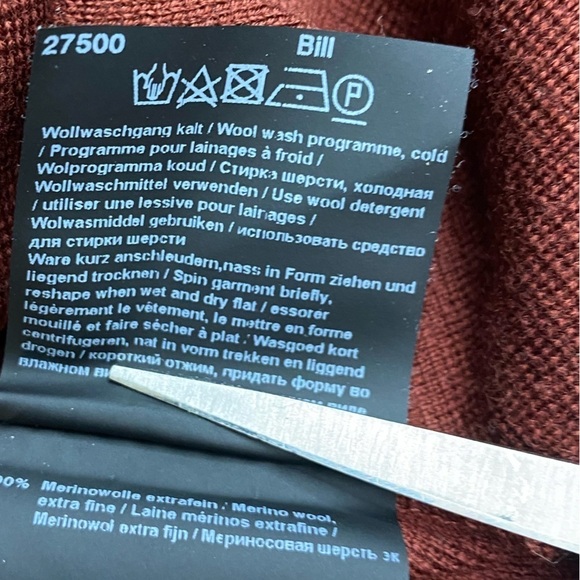 27500 Bill
P
Wollwaschgang kalt / Wool wash programme, cold
/ Programme pour lainages à froid /
Wolprogramma koud / Стирка шерсти, холодная
Wollwaschmittel verwenden / Use wool detergent
/ utiliser une lessive pour lainages /
Wolwasmiddel gebruiken / использовать средство
для стирки шерсти
Ware kurz anschleudern,nass in Form ziehen und
liegend trocknen / Spin garment briefly,
reshape when wet and dry flat / essorer
légèrement le vêtement, le mettre en forme
mouillé et faire sécher à plat / Wasgoed kort
centrifugeren, nat in vorm trekken en liggend
drogen / короткий отжим, придать форму во
влажном
00% Merinowolle extrafein / Merino wool,
extra fine / Laine mérinos extrafine /
Merinowol extra fijn / Мериносовая шерсть эк